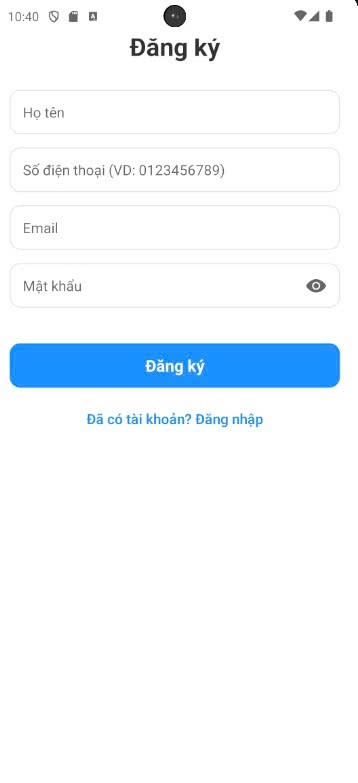 10:40
Đăng ký
Họ tên
Số điện thoại (VD: 0123456789)
Email
Mật khẩu
Đăng ký
Đã có tài khoản? Đăng nhập